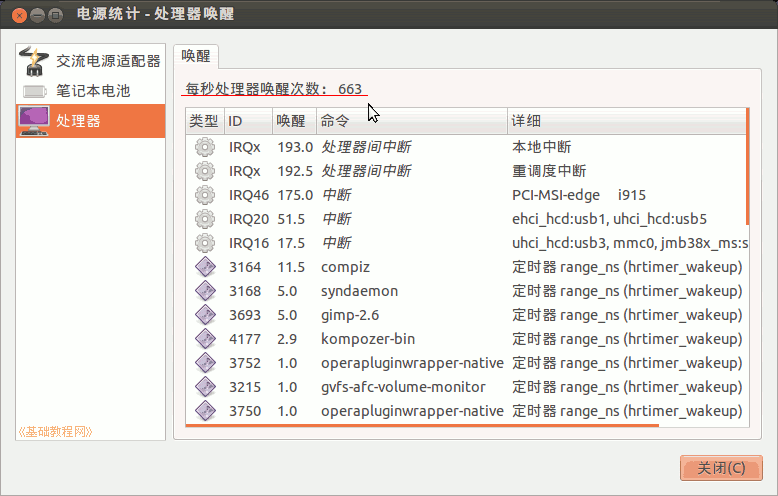 电源统计 - 处理器唤醒
交流电源适配器
笔记本电池
处理器
唤醒
每秒处理器唤醒次数： 663
类型 ID 唤醒 命令 详细
IRQx 193.0 处理器间中断 本地中断
IRQx 192.5 处理器间中断 重调度中断
IRQ46 175.0 中断 PCI-MSI-edge i915
IRQ20 51.5 中断 ehci_hcd:usb1, uhci_hcd:usb5
IRQ16 17.5 中断 uhci_hcd:usb3, mmc0, jmb38x_ms:s
3164 11.5 compiz 定时器 range_ns (hrtimer_wakeup)
3168 5.0 syndaemon 定时器 range_ns (hrtimer_wakeup)
3693 5.0 gimp-2.6 定时器 range_ns (hrtimer_wakeup)
4177 2.9 kompozer-bin 定时器 range_ns (hrtimer_wakeup)
3752 1.0 operapluginwrapper-native 定时器 range_ns (hrtimer_wakeup)
3215 1.0 gvfs-afc-volume-monitor 定时器 range_ns (hrtimer_wakeup)
3750 1.0 operapluginwrapper-native 定时器 range_ns (hrtimer_wakeup)
《基础教程网》
关闭(C)